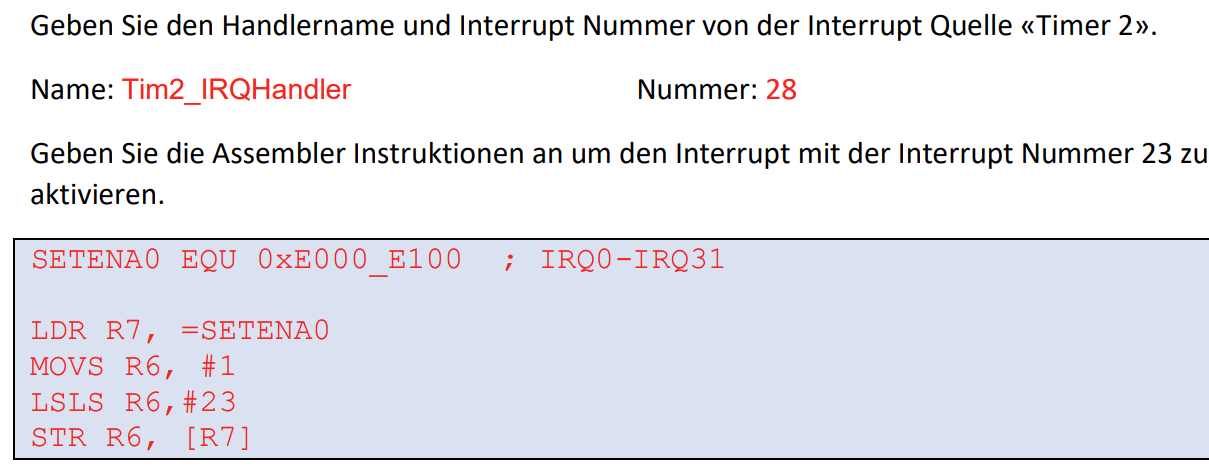 Geben Sie den Handlername und Interrupt Nummer von der Interrupt Quelle «Timer 2».
Name: Tim2_IRQHandler Nummer: 28
Geben Sie die Assembler Instruktionen an um den Interrupt mit der Interrupt Nummer 23 zu
aktivieren.
SETENA0 EQU 0xE000_E100 ; IRQ0-IRQ31
LDR R7, =SETENA0
MOVS R6, #1
LSLS R6,#23
STR R6, [R7]